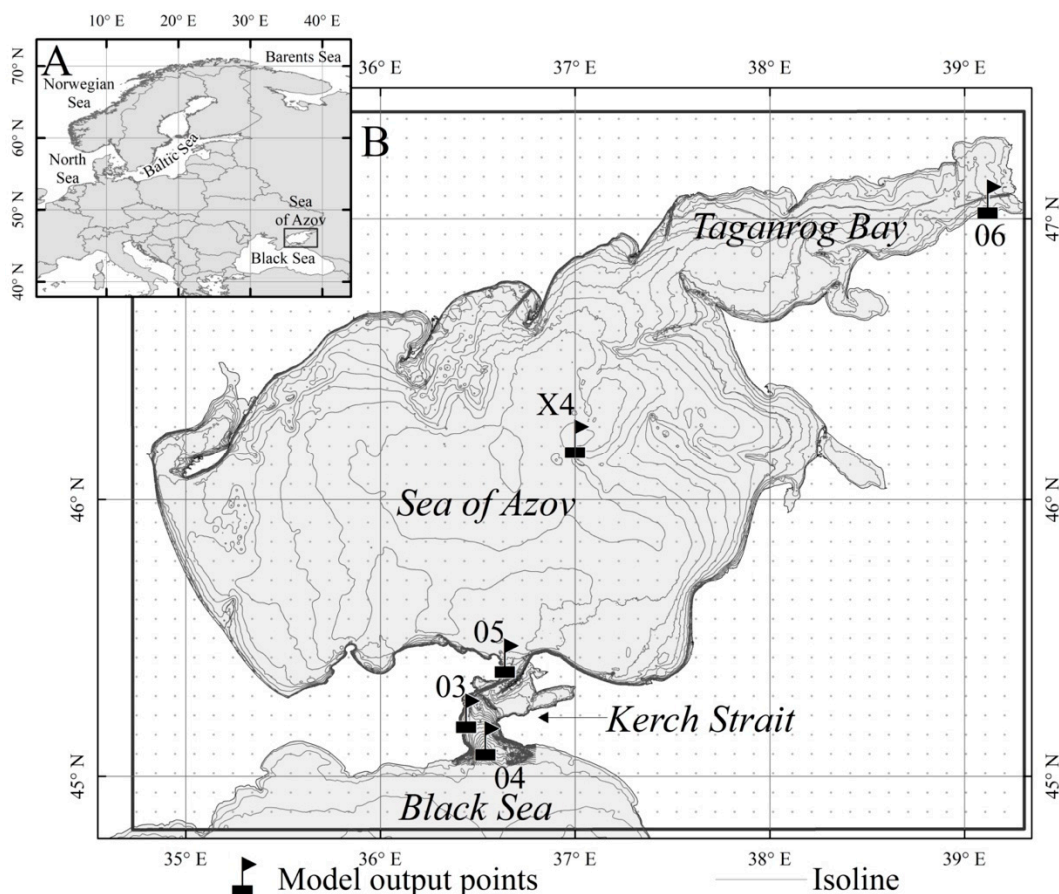 10° E 20° E 30° E 40° E
70° N
60° N
50° N
40° N
A
Barents Sea
Norwegian
Sea
North
Sea
Baltic Sea
Sea
of Azov
Black Sea
36° E 37° E 38° E 39° E
B
47° N
46° N
45° N
47° N
46° N
45° N
Taganrog Bay
06
X4
Sea of Azov
05
03
04
Kerch Strait
Black Sea
35° E 36° E 37° E 38° E 39° E
Model output points Isoline